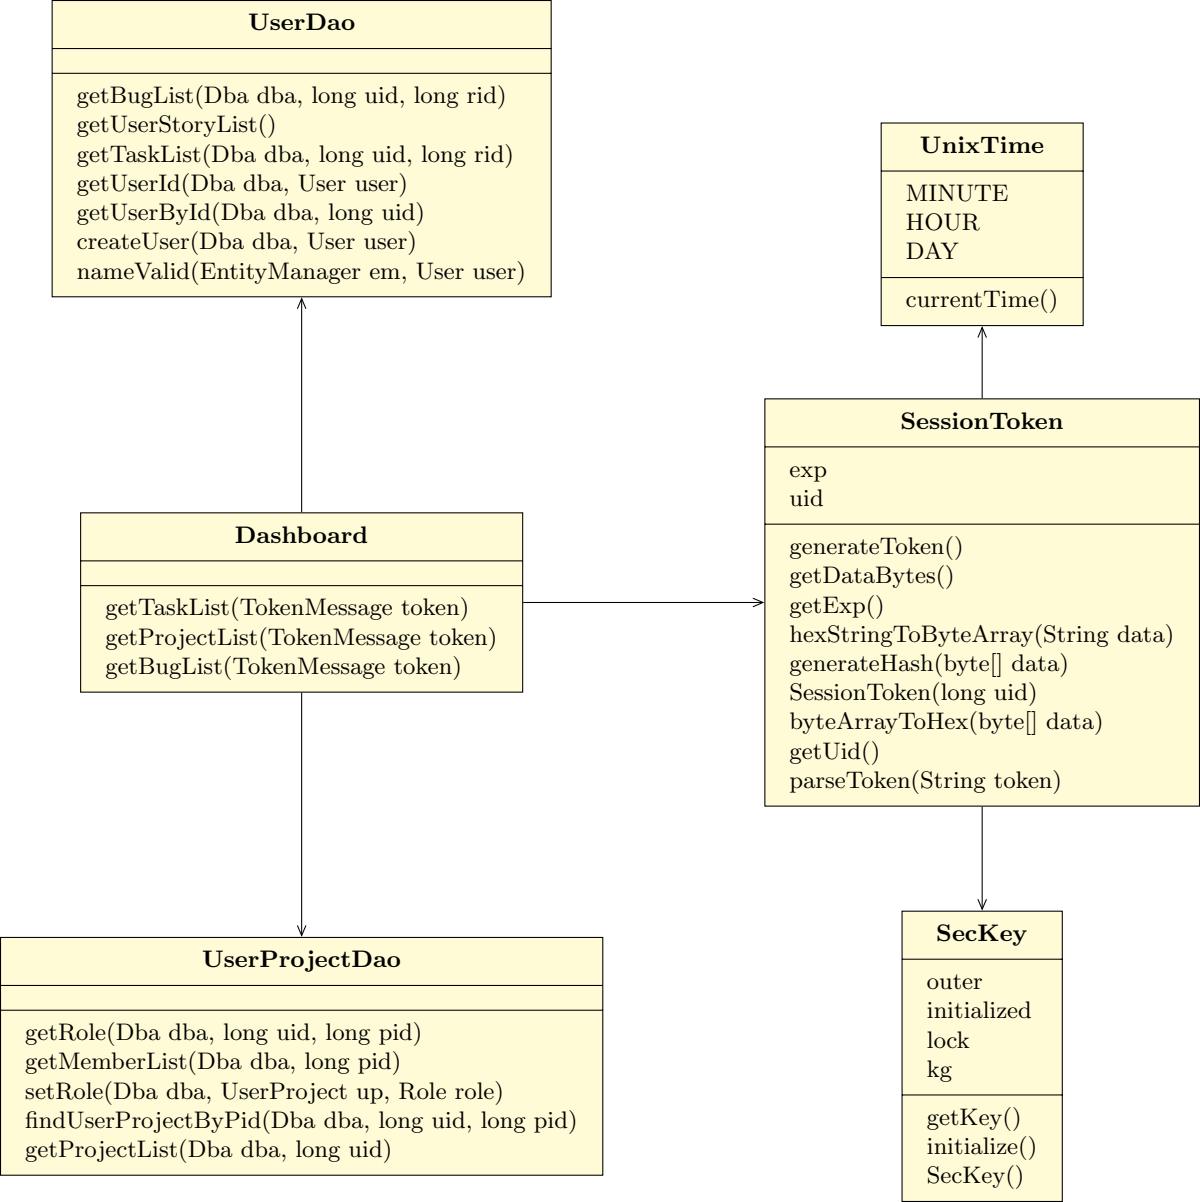 UserDao
getBugList(Dba dba, long uid, long rid)
getUserStoryList()
getTaskList(Dba dba, long uid, long rid)
getUserId(Dba dba, User user)
getUserById(Dba dba, long uid)
createUser(Dba dba, User user)
nameValid(EntityManager em, User user)
UnixTime
MINUTE
HOUR
DAY
currentTime()
SessionToken
exp
uid
generateToken()
getDataBytes()
getExp()
hexStringToByteArray(String data)
generateHash(byte[] data)
SessionToken(long uid)
byteArrayToHex(byte[] data)
getUid()
parseToken(String token)
Dashboard
getTaskList(TokenMessage token)
getProjectList(TokenMessage token)
getBugList(TokenMessage token)
UserProjectDao
getRole(Dba dba, long uid, long pid)
getMemberList(Dba dba, long pid)
setRole(Dba dba, UserProject up, Role role)
findUserProjectByPid(Dba dba, long uid, long pid)
getProjectList(Dba dba, long uid)
SecKey
outer
initialized
lock
kg
getKey()
initialize()
SecKey()